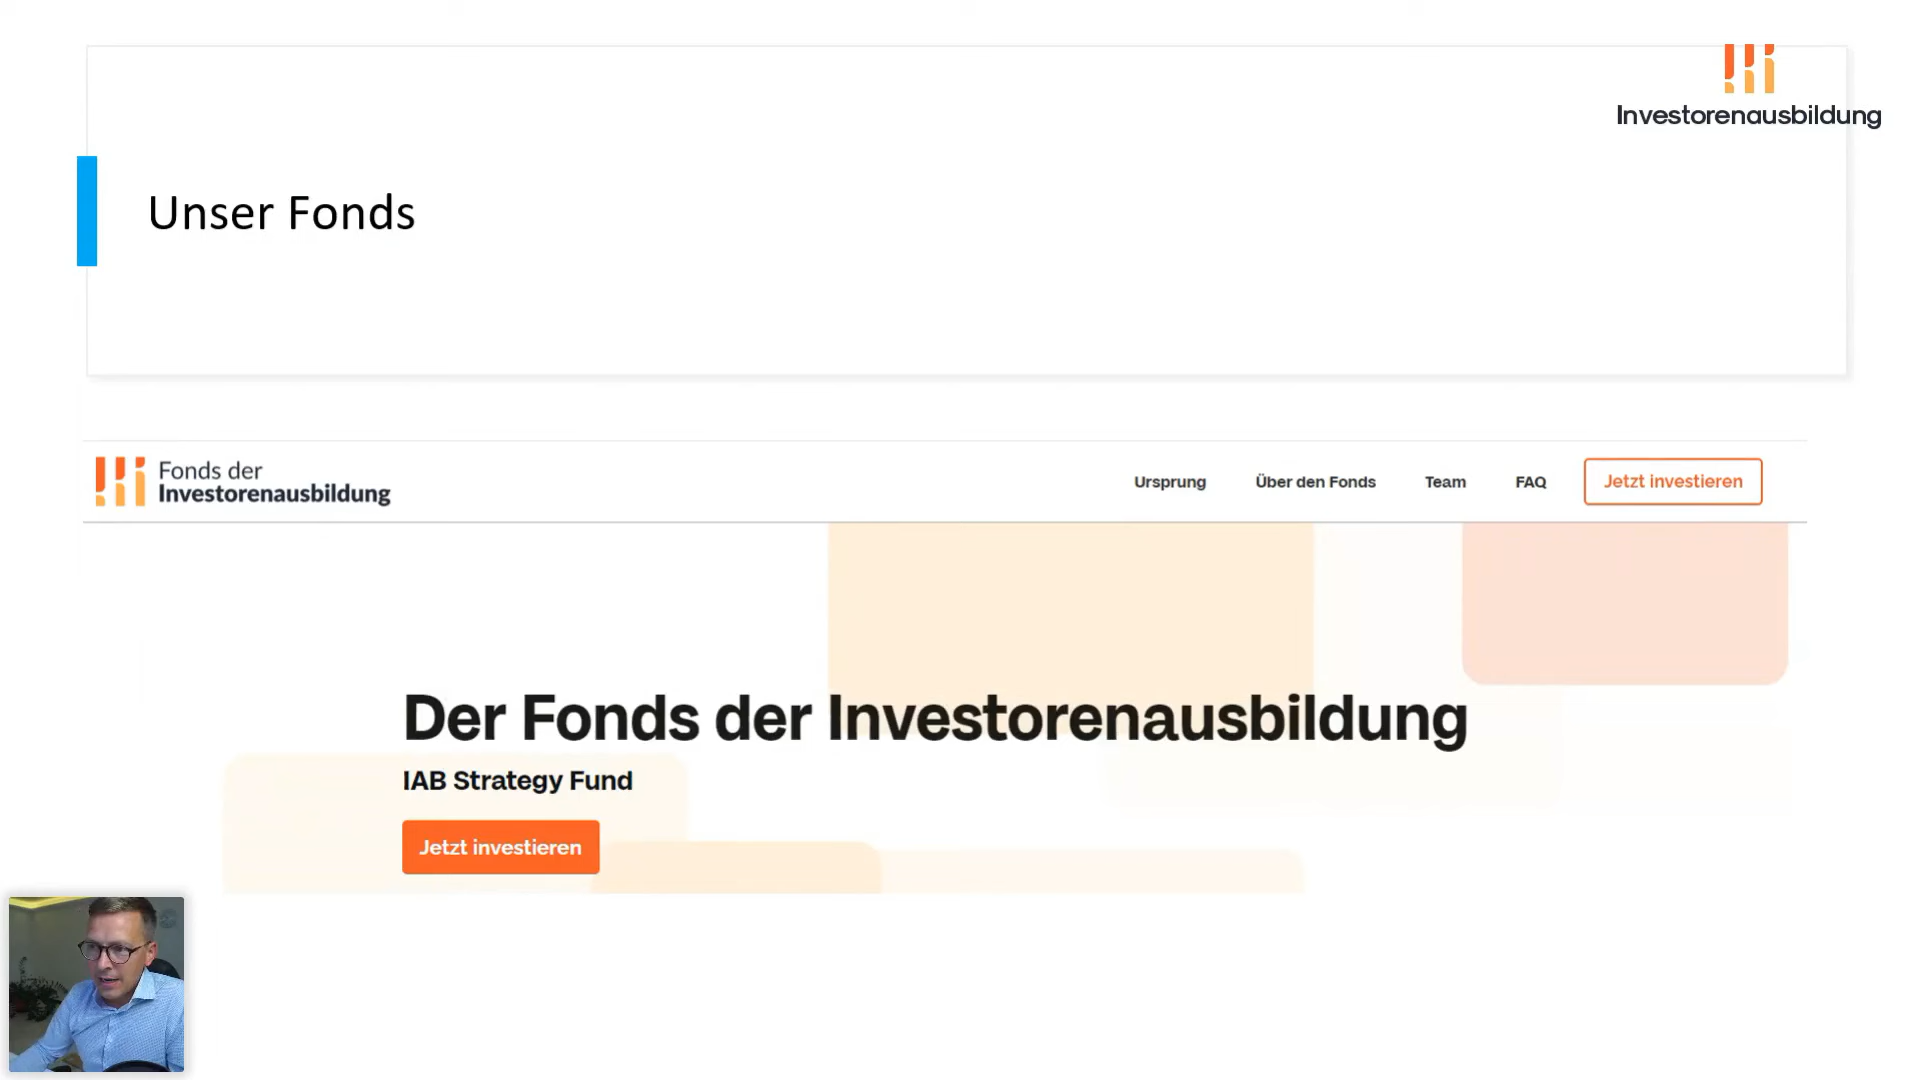 Investorenausbildung
Unser Fonds
Fonds der
Investorenausbildung
Ursprung
Über den Fonds
Team
FAQ
Jetzt investieren
Der Fonds der Investorenausbildung
IAB Strategy Fund
Jetzt investieren